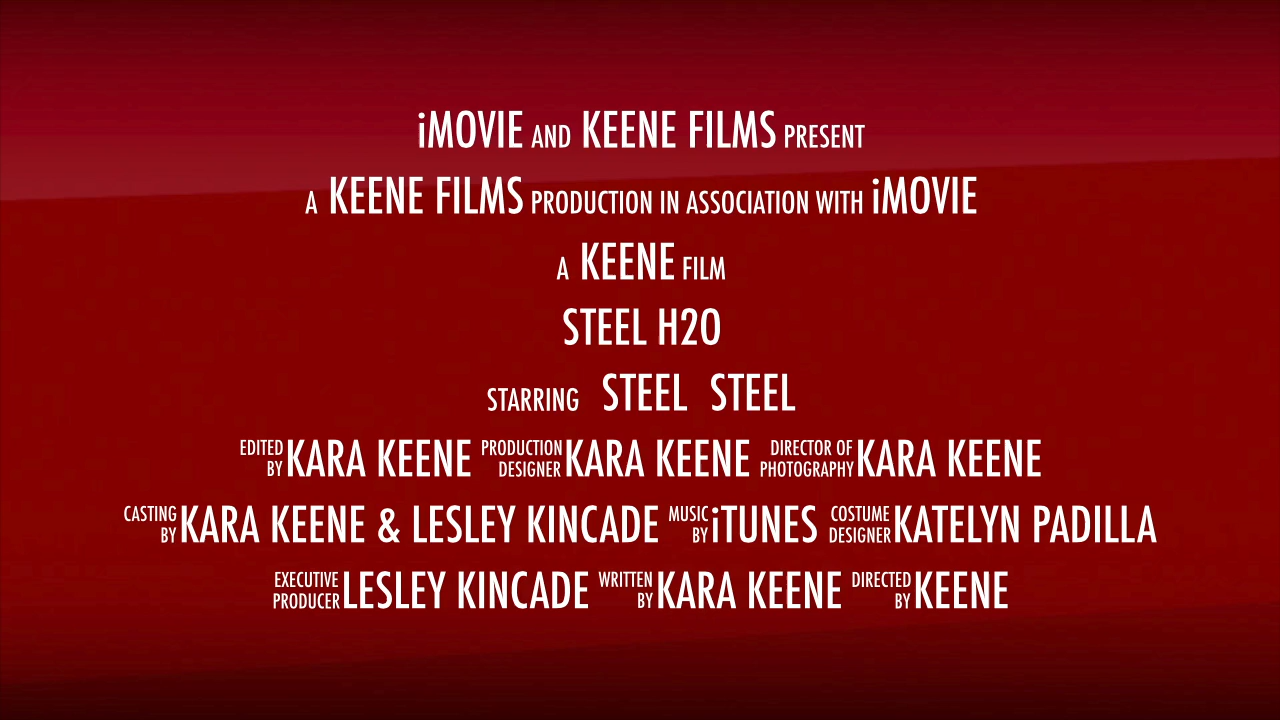 iMOVIE AND KEENE FILMS PRESENT
A KEENE FILMS PRODUCTION IN ASSOCIATION WITH iMOVIE
A KEENE FILM
STEEL H2O
STARRING STEEL STEEL
EDITED BY KARA KEENE PRODUCTION DESIGNER KARA KEENE DIRECTOR OF PHOTOGRAPHY KARA KEENE
CASTING BY KARA KEENE & LESLEY KINCADE MUSIC BY iTUNES COSTUME DESIGNER KATELYN PADILLA
EXECUTIVE PRODUCER LESLEY KINCADE WRITTEN BY KARA KEENE DIRECTED BY KEENE